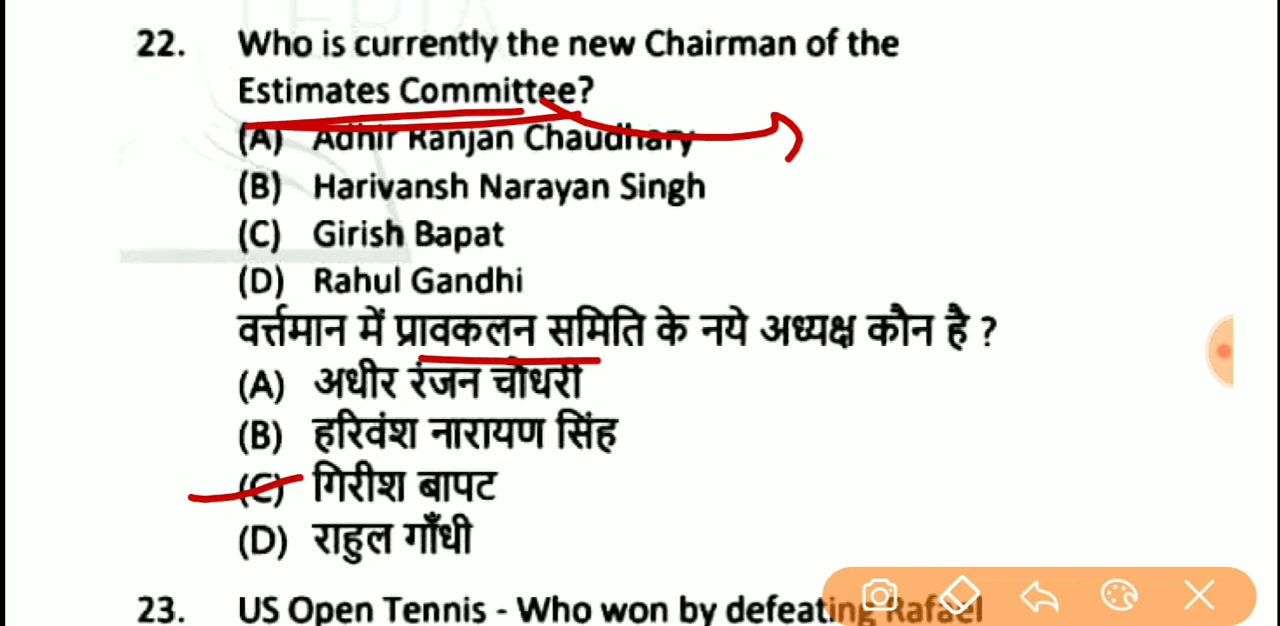 22. Who is currently the new Chairman of the
Estimates Committee?
(A) Adhir Ranjan Chaudhary
(B) Harivansh Narayan Singh
(C) Girish Bapat
(D) Rahul Gandhi
वर्त्तमान में प्रावकलन समिति के नये अध्यक्ष कौन है ?
(A) अधीर रंजन चौधरी
(B) हरिवंश नारायण सिंह
(C) गिरीश बापट
(D) राहुल गाँधी
23. US Open Tennis - Who won by defeating Rafael